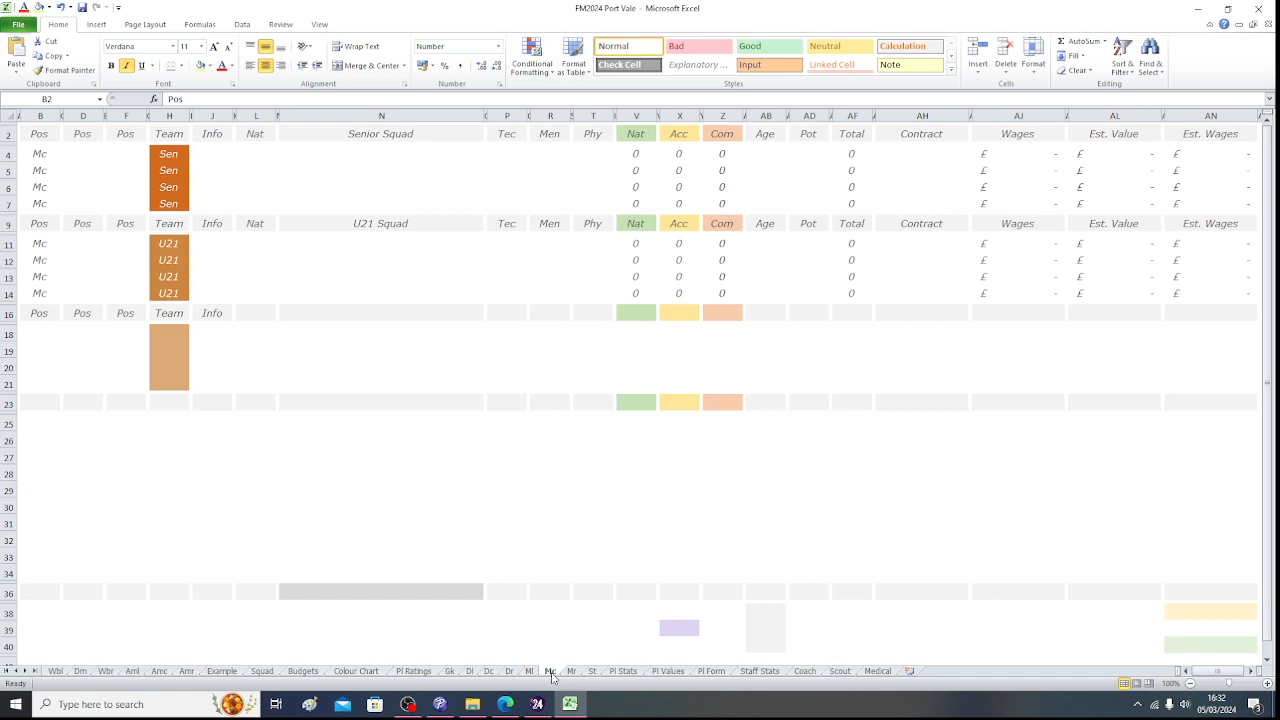 FM2024 Port Vale - Microsoft Excel
File Home Insert Page Layout Formulas Data Review View
Paste Cut Copy Format Painter Clipboard
Verdana 11 B I U Font
Wrap Text Merge & Center Alignment
Number % , Number
Conditional Formatting Format as Table
Normal Bad Good Neutral Calculation
Check Cell Explanatory ... Input Linked Cell Note
Styles
Insert Delete Format Cells
AutoSum Fill Clear Sort & Filter Find & Select Editing
B2 fx Pos
B D F H J L N P R T V X Z AB AD AF AH AJ AL AN
2 Pos Pos Pos Team Info Nat Senior Squad Tec Men Phy Nat Acc Com Age Pot Total Contract Wages Est. Value Est. Wages
4 Mc Sen 0 0 0 0 £ - £ - £ -
5 Mc Sen 0 0 0 0 £ - £ - £ -
6 Mc Sen 0 0 0 0 £ - £ - £ -
7 Mc Sen 0 0 0 0 £ - £ - £ -
9 Pos Pos Pos Team Info Nat U21 Squad Tec Men Phy Nat Acc Com Age Pot Total Contract Wages Est. Value Est. Wages
11 Mc U21 0 0 0 0 £ - £ - £ -
12 Mc U21 0 0 0 0 £ - £ - £ -
13 Mc U21 0 0 0 0 £ - £ - £ -
14 Mc U21 0 0 0 0 £ - £ - £ -
16 Pos Pos Pos Team Info
18
19
20
21
23
25
26
27
28
29
30
31
32
33
34
36
38
39
40
Wbl Dm Wbr Aml Amc Amr Example Squad Budgets Colour Chart Pl Ratings Gk Dl Dc Dr Ml Mc Mr St Pl Stats Pl Values Pl Form Staff Stats Coach Scout Medical
Ready 100%
Type here to search
16:32
05/03/2024